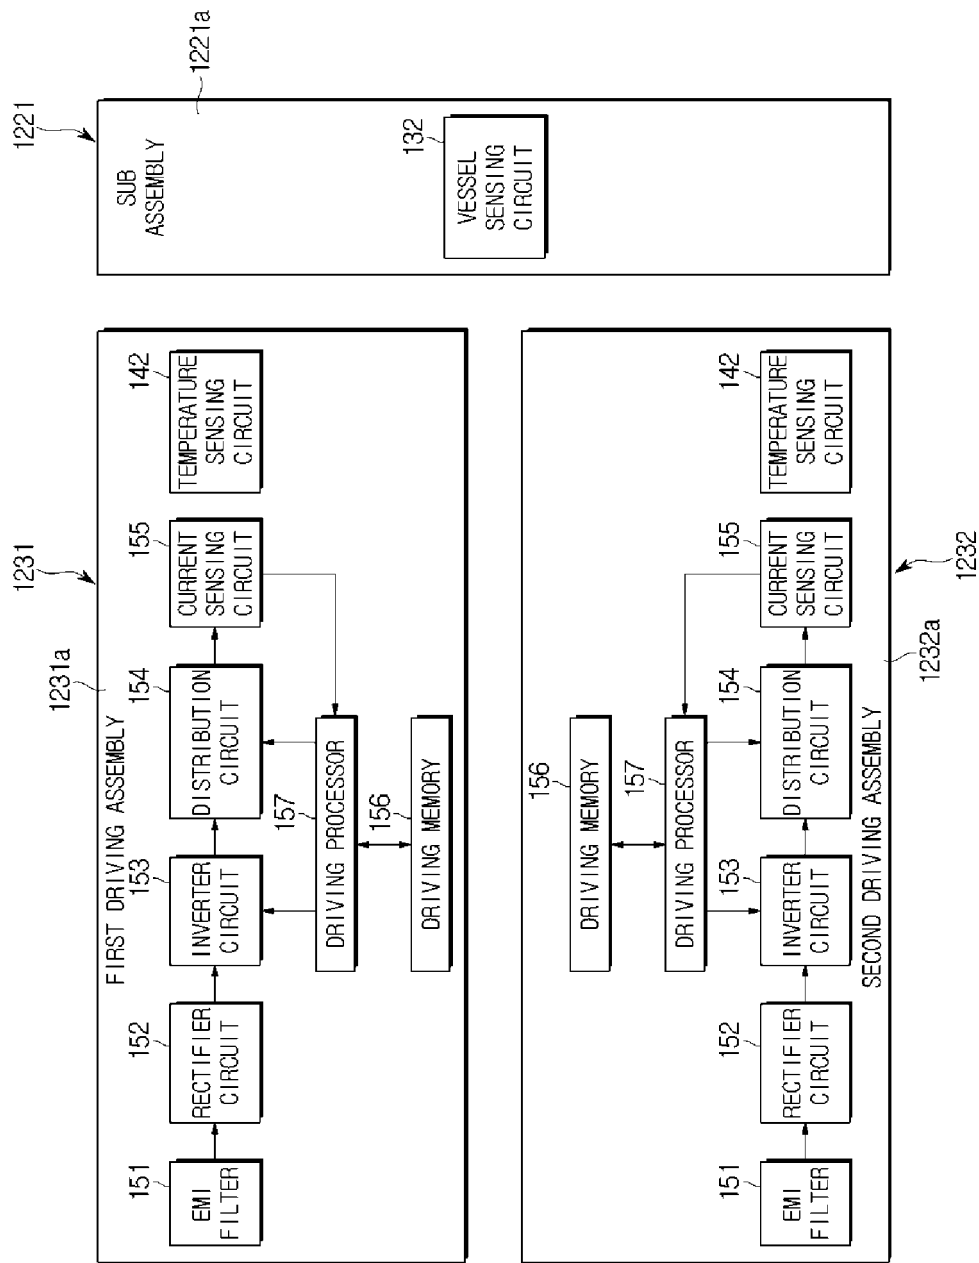 1231
1231a
FIRST DRIVING ASSEMBLY
151
EMI
FILTER
152
RECTIFIER
CIRCUIT
153
INVERTER
CIRCUIT
154
DISTRIBUTION
CIRCUIT
155
CURRENT
SENSING
CIRCUIT
142
TEMPERATURE
SENSING
CIRCUIT
157
DRIVING PROCESSOR
156
DRIVING MEMORY
156
DRIVING MEMORY
157
DRIVING PROCESSOR
151
EMI
FILTER
152
RECTIFIER
CIRCUIT
153
INVERTER
CIRCUIT
154
DISTRIBUTION
CIRCUIT
155
CURRENT
SENSING
CIRCUIT
142
TEMPERATURE
SENSING
CIRCUIT
SECOND DRIVING ASSEMBLY
1232a
1232
1221
1221a
SUB
ASSEMBLY
132
VESSEL
SENSING
CIRCUIT